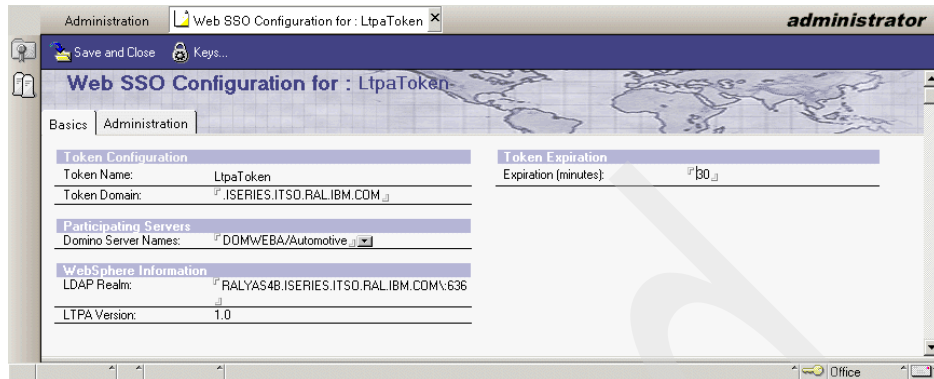 Administration
Web SSO Configuration for : LtpaToken
administrator
Save and Close
Keys...
Web SSO Configuration for : LtpaToken-
Basics
Administration
Token Configuration
Token Name: LtpaToken
Token Domain: .ISERIES.ITSO.RAL.IBM.COM
Participating Servers
Domino Server Names: DOMWEBA/Automotive
WebSphere Information
LDAP Realm: RALYAS4B.ISERIES.ITSO.RAL.IBM.COM\:636
LTPA Version: 1.0
Token Expiration
Expiration (minutes): 30
Office